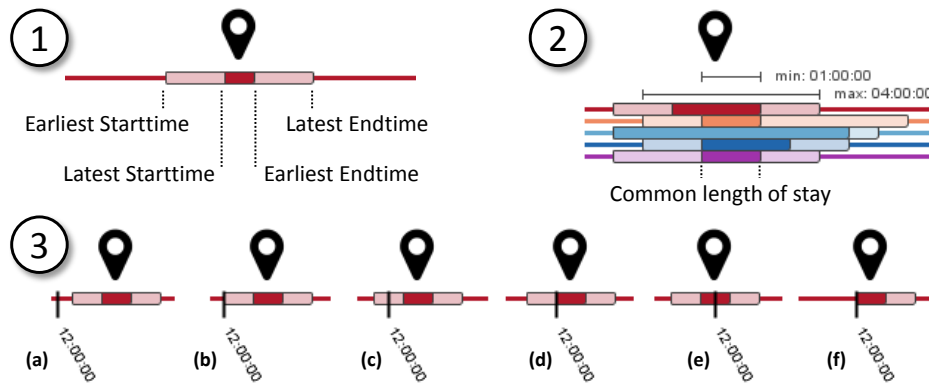 1
2
min: 01:00:00
max: 04:00:00
Earliest Starttime
Latest Endtime
Latest Starttime
Earliest Endtime
Common length of stay
3
12:00:00
12:00:00
12:00:00
12:00:00
12:00:00
12:00:00
(a)
(b)
(c)
(d)
(e)
(f)